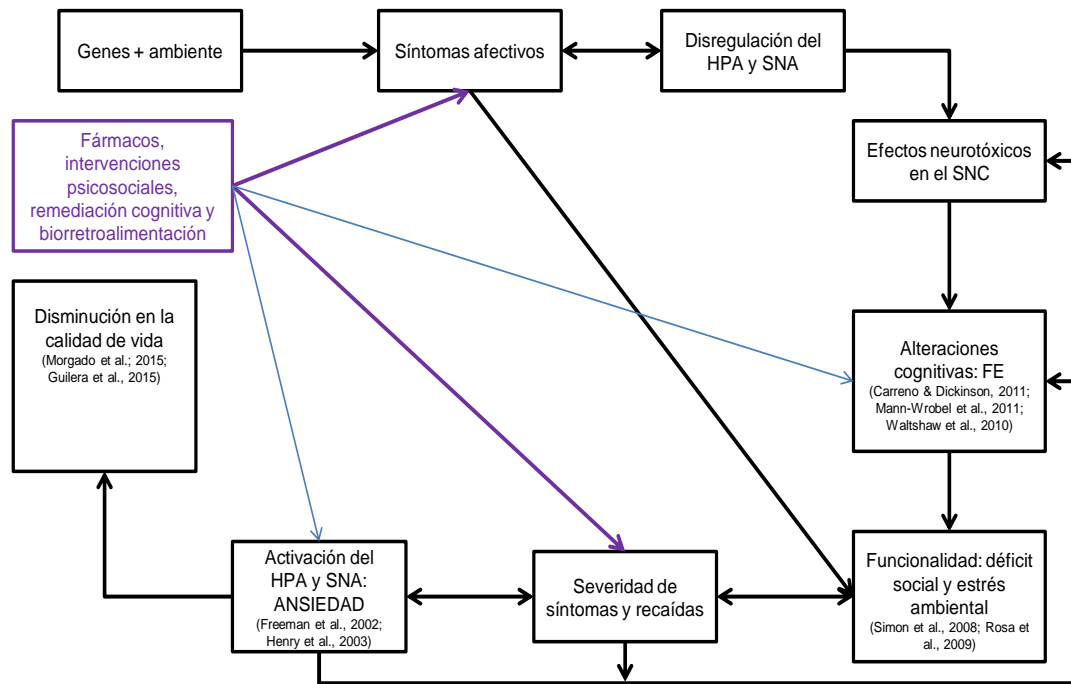 Genes + ambiente
Síntomas afectivos
Disregulación del
HPA y SNA
Fármacos,
intervenciones
psicosociales,
remediación cognitiva y
biorretroalimentación
Efectos neurotóxicos
en el SNC
Disminución en la
calidad de vida
(Morgado et al.; 2015;
Guilera et al., 2015)
Alteraciones
cognitivas: FE
(Carreno & Dickinson, 2011;
Mann-Wrobel et al., 2011;
Waltshaw et al., 2010)
Activación del
HPA y SNA:
ANSIEDAD
(Freeman et al., 2002;
Henry et al., 2003)
Severidad de
síntomas y recaídas
Funcionalidad: déficit
social y estrés
ambiental
(Simon et al., 2008; Rosa et
al., 2009)